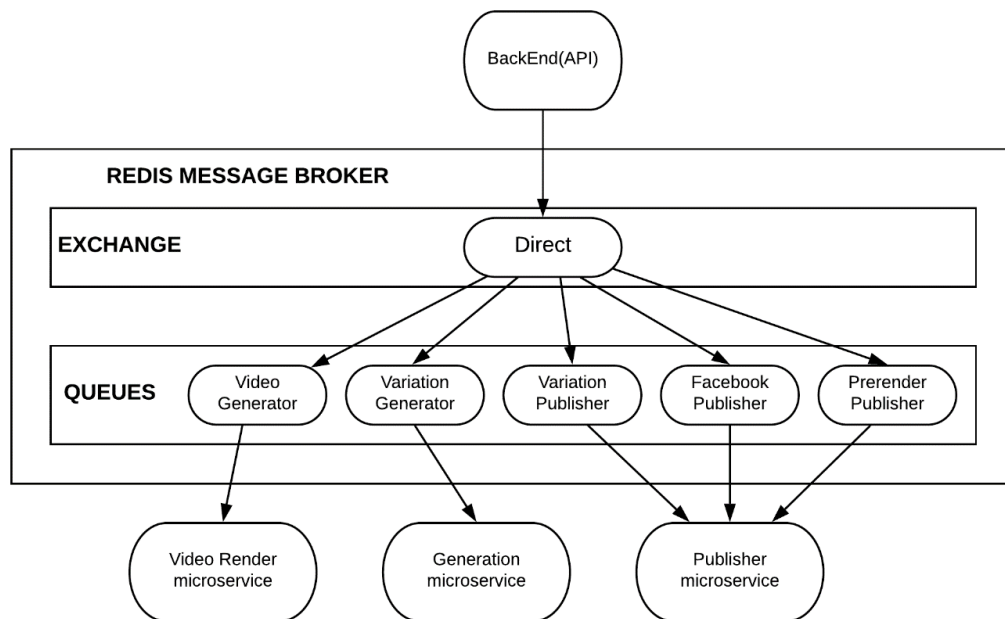 BackEnd(API)
REDIS MESSAGE BROKER
EXCHANGE
Direct
QUEUES
Video
Generator
Variation
Generator
Variation
Publisher
Facebook
Publisher
Prerender
Publisher
Video Render
microservice
Generation
microservice
Publisher
microservice